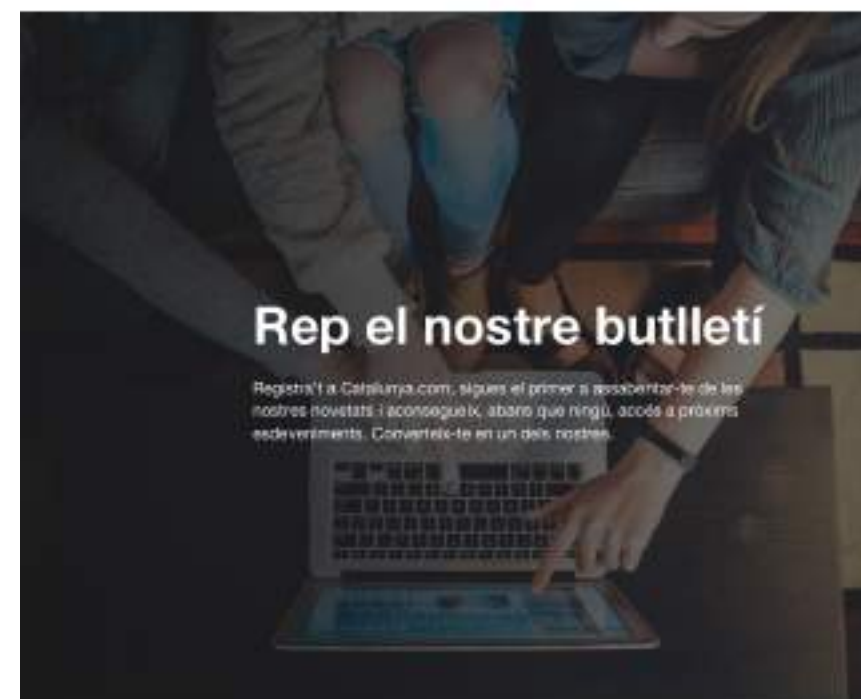 Rep el nostre butlletí
Registra't a Catalunya.com, sigues el primer a assabentar-te de les
nostres novetats i aconsegueix, abans que ningú, accés a pròxims
esdeveniments. Converteix-te en un dels nostres.